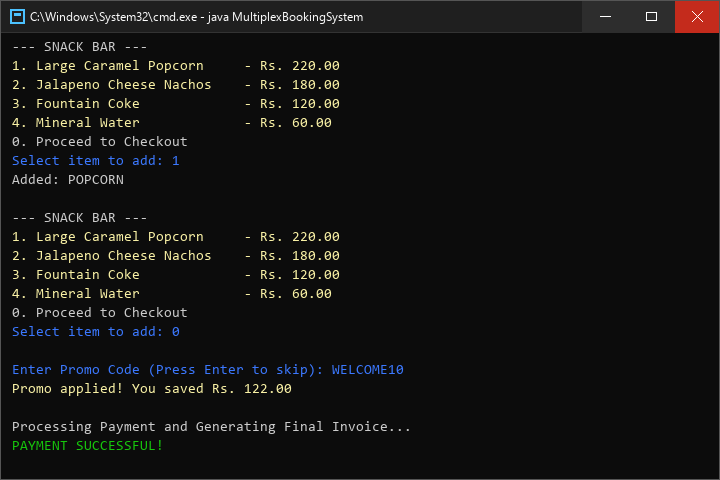 C:\Windows\System32\cmd.exe - java MultiplexBookingSystem
--- SNACK BAR ---
1. Large Caramel Popcorn     - Rs. 220.00
2. Jalapeno Cheese Nachos    - Rs. 180.00
3. Fountain Coke             - Rs. 120.00
4. Mineral Water             - Rs. 60.00
0. Proceed to Checkout
Select item to add: 1
Added: POPCORN

--- SNACK BAR ---
1. Large Caramel Popcorn     - Rs. 220.00
2. Jalapeno Cheese Nachos    - Rs. 180.00
3. Fountain Coke             - Rs. 120.00
4. Mineral Water             - Rs. 60.00
0. Proceed to Checkout
Select item to add: 0

Enter Promo Code (Press Enter to skip): WELCOME10
Promo applied! You saved Rs. 122.00

Processing Payment and Generating Final Invoice...
PAYMENT SUCCESSFUL!